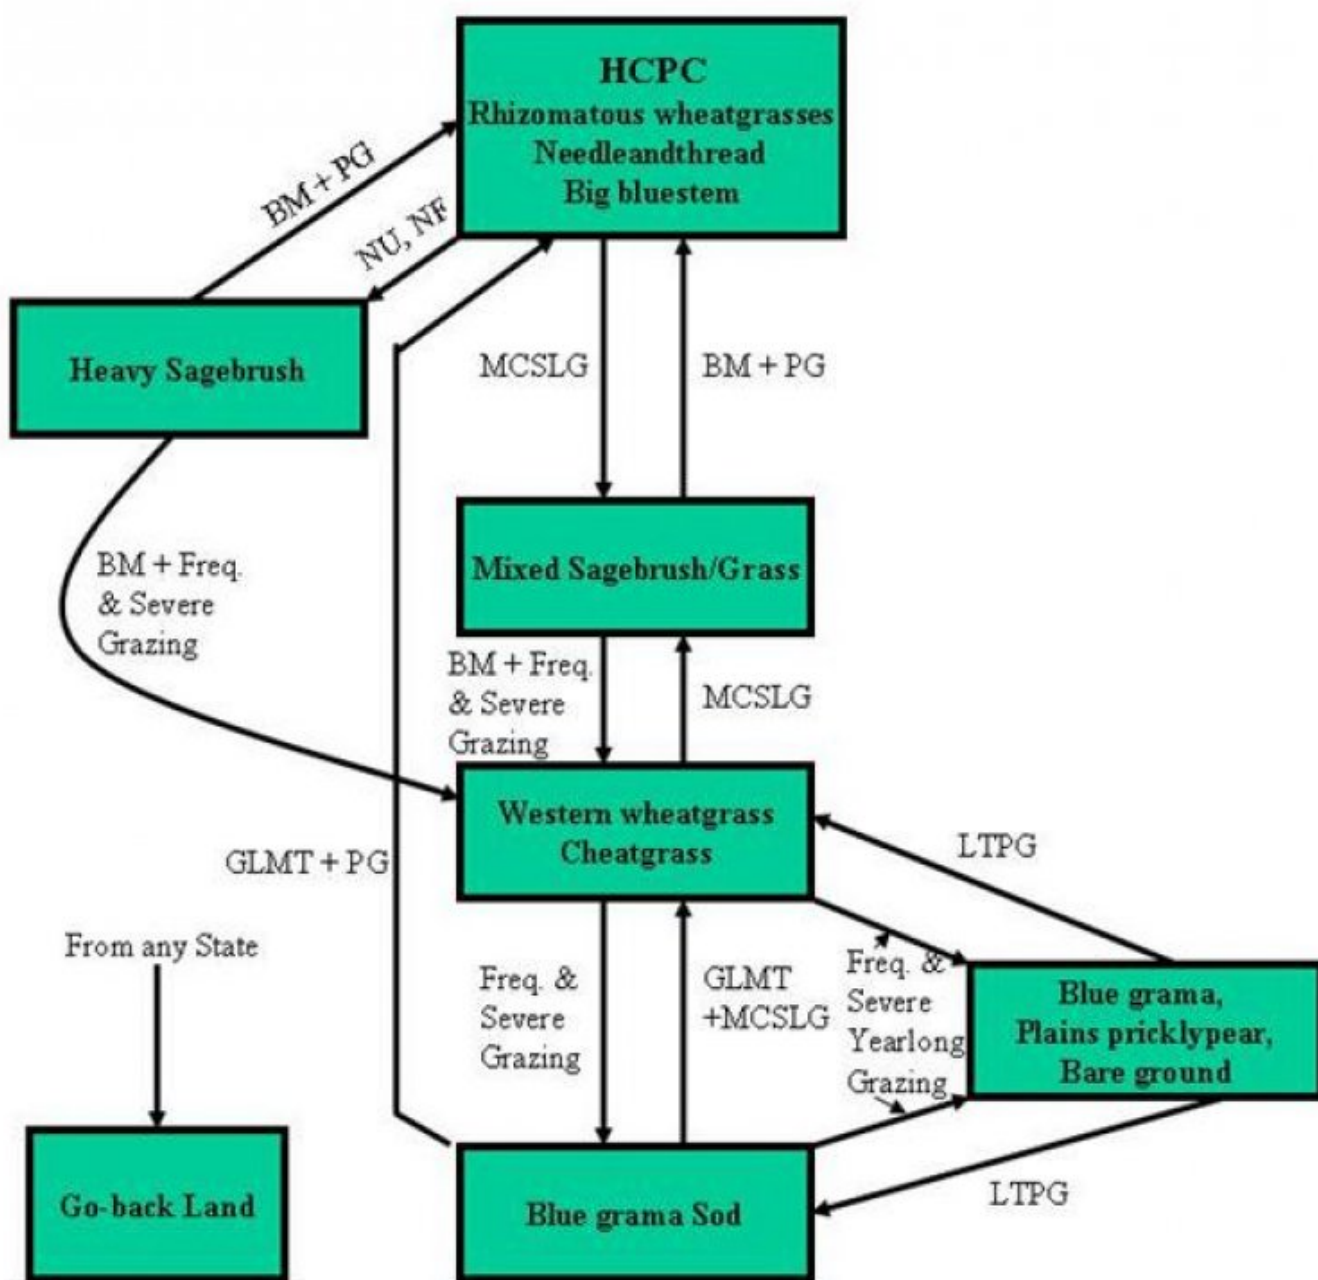 HCPC
Rhizomatous wheatgrasses
Needleandthread
Big bluestem
BM + PG
NU, NF
Heavy Sagebrush
MCSLG
BM + PG
Mixed Sagebrush/Grass
BM + Freq.
& Severe
Grazing
BM + Freq.
& Severe
Grazing
MCSLG
Western wheatgrass
Cheatgrass
GLMT + PG
LTPG
From any State
Freq. &
Severe
Grazing
GLMT
+MCSLG
Freq. &
Severe
Yearlong
Grazing
Blue grama,
Plains pricklypear,
Bare ground
Go-back Land
Blue grama Sod
LTPG